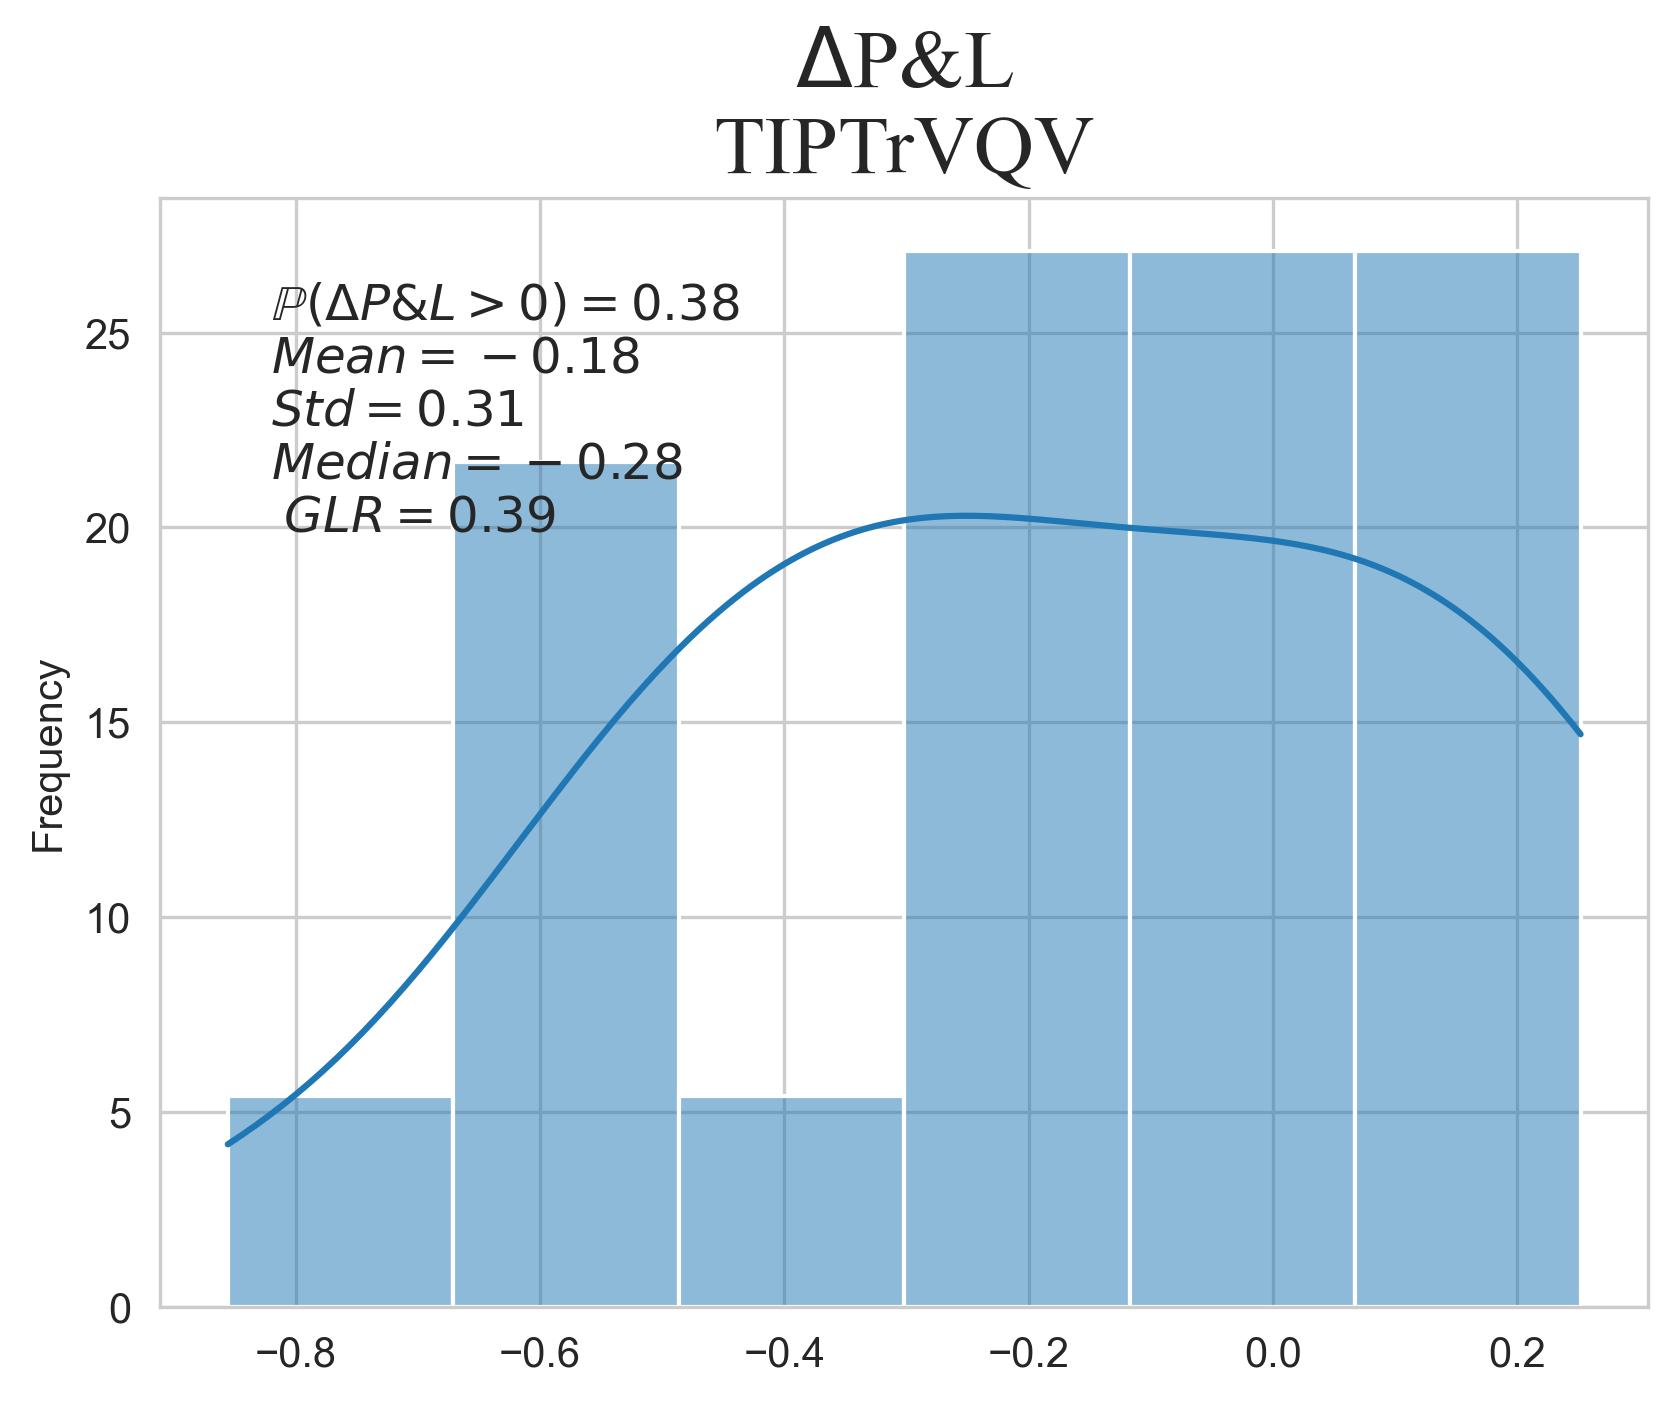 ΔP&L
TIPTrVQV
ℙ(ΔP&L > 0) = 0.38
Mean = −0.18
Std = 0.31
Median = −0.28
GLR = 0.39
Frequency
25
20
15
10
5
0
−0.8 −0.6 −0.4 −0.2 0.0 0.2